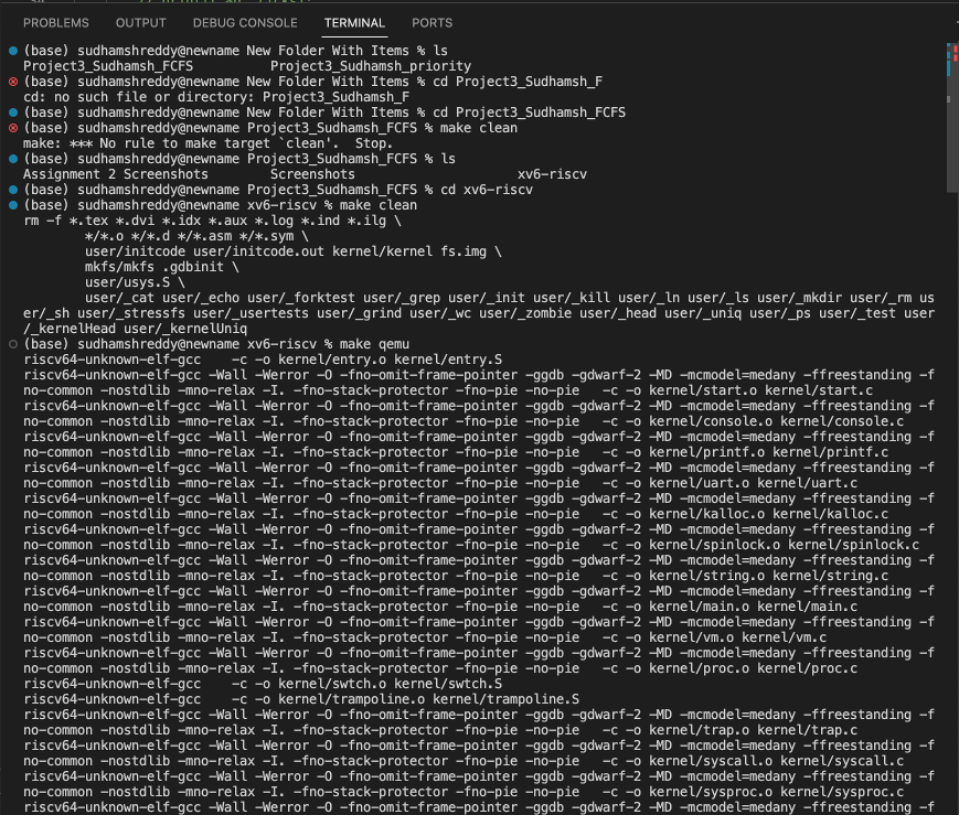 PROBLEMS OUTPUT DEBUG CONSOLE TERMINAL PORTS
(base) sudhamshreddy@newname New Folder With Items % ls
Project3_Sudhamsh_FCFS Project3_Sudhamsh_priority
(base) sudhamshreddy@newname New Folder With Items % cd Project3_Sudhamsh_F
cd: no such file or directory: Project3_Sudhamsh_F
(base) sudhamshreddy@newname New Folder With Items % cd Project3_Sudhamsh_FCFS
(base) sudhamshreddy@newname Project3_Sudhamsh_FCFS % make clean
make: *** No rule to make target `clean'.  Stop.
(base) sudhamshreddy@newname Project3_Sudhamsh_FCFS % ls
Assignment 2 Screenshots Screenshots xv6-riscv
(base) sudhamshreddy@newname Project3_Sudhamsh_FCFS % cd xv6-riscv
(base) sudhamshreddy@newname xv6-riscv % make clean
rm -f *.tex *.dvi *.idx *.aux *.log *.ind *.ilg \
*/*.o */*.d */*.asm */*.sym \
user/initcode user/initcode.out kernel/kernel fs.img \
mkfs/mkfs .gdbinit \
user/usys.S \
user/_cat user/_echo user/_forktest user/_grep user/_init user/_kill user/_ln user/_ls user/_mkdir user/_rm us
er/_sh user/_stressfs user/_usertests user/_grind user/_wc user/_zombie user/_head user/_uniq user/_ps user/_test user
/_kernelHead user/_kernelUniq
(base) sudhamshreddy@newname xv6-riscv % make qemu
riscv64-unknown-elf-gcc    -c -o kernel/entry.o kernel/entry.S
riscv64-unknown-elf-gcc -Wall -Werror -O -fno-omit-frame-pointer -ggdb -gdwarf-2 -MD -mcmodel=medany -ffreestanding -f
no-common -nostdlib -mno-relax -I. -fno-stack-protector -fno-pie -no-pie   -c -o kernel/start.o kernel/start.c
riscv64-unknown-elf-gcc -Wall -Werror -O -fno-omit-frame-pointer -ggdb -gdwarf-2 -MD -mcmodel=medany -ffreestanding -f
no-common -nostdlib -mno-relax -I. -fno-stack-protector -fno-pie -no-pie   -c -o kernel/console.o kernel/console.c
riscv64-unknown-elf-gcc -Wall -Werror -O -fno-omit-frame-pointer -ggdb -gdwarf-2 -MD -mcmodel=medany -ffreestanding -f
no-common -nostdlib -mno-relax -I. -fno-stack-protector -fno-pie -no-pie   -c -o kernel/printf.o kernel/printf.c
riscv64-unknown-elf-gcc -Wall -Werror -O -fno-omit-frame-pointer -ggdb -gdwarf-2 -MD -mcmodel=medany -ffreestanding -f
no-common -nostdlib -mno-relax -I. -fno-stack-protector -fno-pie -no-pie   -c -o kernel/uart.o kernel/uart.c
riscv64-unknown-elf-gcc -Wall -Werror -O -fno-omit-frame-pointer -ggdb -gdwarf-2 -MD -mcmodel=medany -ffreestanding -f
no-common -nostdlib -mno-relax -I. -fno-stack-protector -fno-pie -no-pie   -c -o kernel/kalloc.o kernel/kalloc.c
riscv64-unknown-elf-gcc -Wall -Werror -O -fno-omit-frame-pointer -ggdb -gdwarf-2 -MD -mcmodel=medany -ffreestanding -f
no-common -nostdlib -mno-relax -I. -fno-stack-protector -fno-pie -no-pie   -c -o kernel/spinlock.o kernel/spinlock.c
riscv64-unknown-elf-gcc -Wall -Werror -O -fno-omit-frame-pointer -ggdb -gdwarf-2 -MD -mcmodel=medany -ffreestanding -f
no-common -nostdlib -mno-relax -I. -fno-stack-protector -fno-pie -no-pie   -c -o kernel/string.o kernel/string.c
riscv64-unknown-elf-gcc -Wall -Werror -O -fno-omit-frame-pointer -ggdb -gdwarf-2 -MD -mcmodel=medany -ffreestanding -f
no-common -nostdlib -mno-relax -I. -fno-stack-protector -fno-pie -no-pie   -c -o kernel/main.o kernel/main.c
riscv64-unknown-elf-gcc -Wall -Werror -O -fno-omit-frame-pointer -ggdb -gdwarf-2 -MD -mcmodel=medany -ffreestanding -f
no-common -nostdlib -mno-relax -I. -fno-stack-protector -fno-pie -no-pie   -c -o kernel/vm.o kernel/vm.c
riscv64-unknown-elf-gcc -Wall -Werror -O -fno-omit-frame-pointer -ggdb -gdwarf-2 -MD -mcmodel=medany -ffreestanding -f
no-common -nostdlib -mno-relax -I. -fno-stack-protector -fno-pie -no-pie   -c -o kernel/proc.o kernel/proc.c
riscv64-unknown-elf-gcc    -c -o kernel/swtch.o kernel/swtch.S
riscv64-unknown-elf-gcc    -c -o kernel/trampoline.o kernel/trampoline.S
riscv64-unknown-elf-gcc -Wall -Werror -O -fno-omit-frame-pointer -ggdb -gdwarf-2 -MD -mcmodel=medany -ffreestanding -f
no-common -nostdlib -mno-relax -I. -fno-stack-protector -fno-pie -no-pie   -c -o kernel/trap.o kernel/trap.c
riscv64-unknown-elf-gcc -Wall -Werror -O -fno-omit-frame-pointer -ggdb -gdwarf-2 -MD -mcmodel=medany -ffreestanding -f
no-common -nostdlib -mno-relax -I. -fno-stack-protector -fno-pie -no-pie   -c -o kernel/syscall.o kernel/syscall.c
riscv64-unknown-elf-gcc -Wall -Werror -O -fno-omit-frame-pointer -ggdb -gdwarf-2 -MD -mcmodel=medany -ffreestanding -f
no-common -nostdlib -mno-relax -I. -fno-stack-protector -fno-pie -no-pie   -c -o kernel/sysproc.o kernel/sysproc.c
riscv64-unknown-elf-gcc -Wall -Werror -O -fno-omit-frame-pointer -ggdb -gdwarf-2 -MD -mcmodel=medany -ffreestanding -f